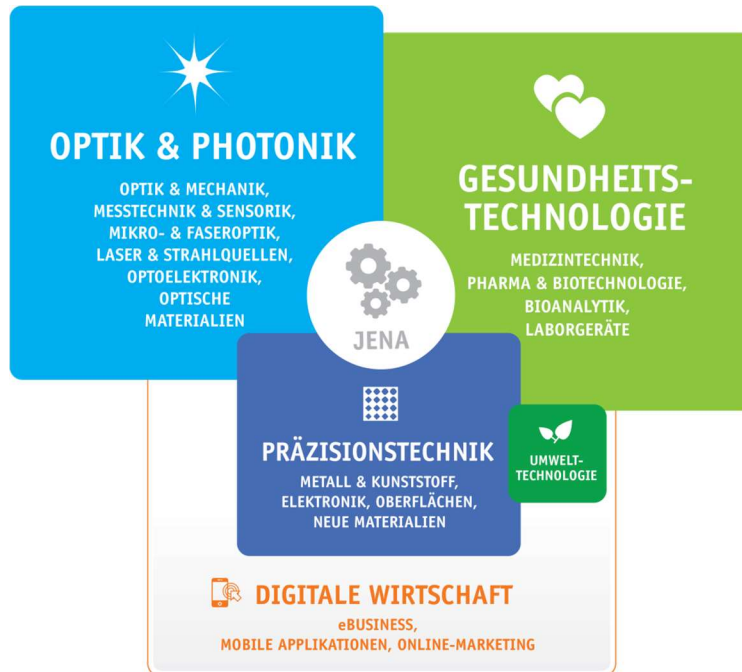 OPTIK & PHOTONIK
OPTIK & MECHANIK,
MESSTECHNIK & SENSORIK,
MIKRO- & FASEROPTIK,
LASER & STRAHLQUELLEN,
OPTOELEKTRONIK,
OPTISCHE
MATERIALIEN
GESUNDHEITS-
TECHNOLOGIE
MEDIZINTECHNIK,
PHARMA & BIOTECHNOLOGIE,
BIOANALYTIK,
LABORGERÄTE
JENA
PRÄZISIONSTECHNIK
METALL & KUNSTSTOFF,
ELEKTRONIK, OBERFLÄCHEN,
NEUE MATERIALIEN
UMWELT-
TECHNOLOGIE
DIGITALE WIRTSCHAFT
eBUSINESS,
MOBILE APPLIKATIONEN, ONLINE-MARKETING